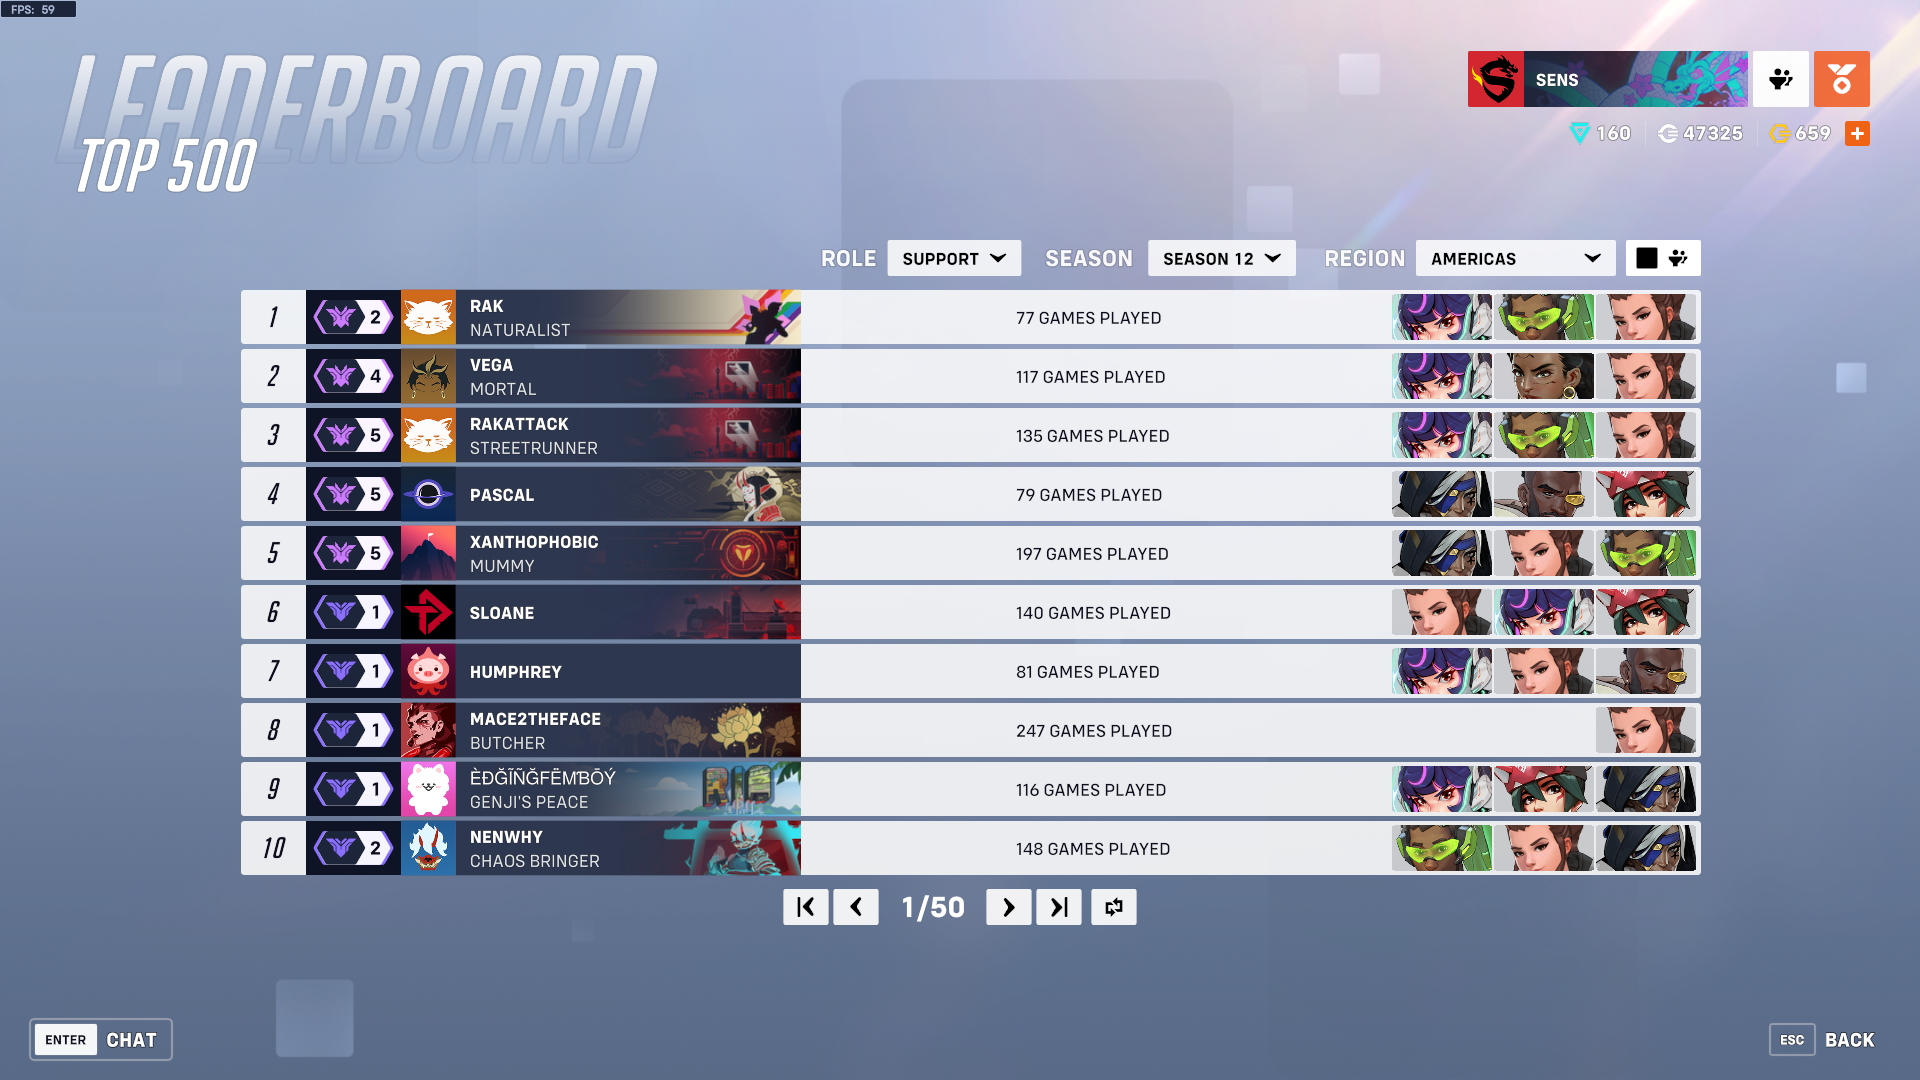 FPS: 59
LEADERBOARD
TOP 500
SENS
160
47325
659
ROLE
SUPPORT
SEASON
SEASON 12
REGION
AMERICAS
1 2 RAK 77 GAMES PLAYED
NATURALIST
2 4 VEGA 117 GAMES PLAYED
MORTAL
3 5 RAKATTACK 135 GAMES PLAYED
STREETRUNNER
4 5 PASCAL 79 GAMES PLAYED
5 5 XANTHOPHOBIC 197 GAMES PLAYED
MUMMY
6 1 SLOANE 140 GAMES PLAYED
7 1 HUMPHREY 81 GAMES PLAYED
8 1 MACE2THEFACE 247 GAMES PLAYED
BUTCHER
9 1 ÈĐĞĨÑĞFËMBŌÝ 116 GAMES PLAYED
GENJI'S PEACE
10 2 NENWHY 148 GAMES PLAYED
CHAOS BRINGER
1/50
ENTER CHAT
ESC BACK